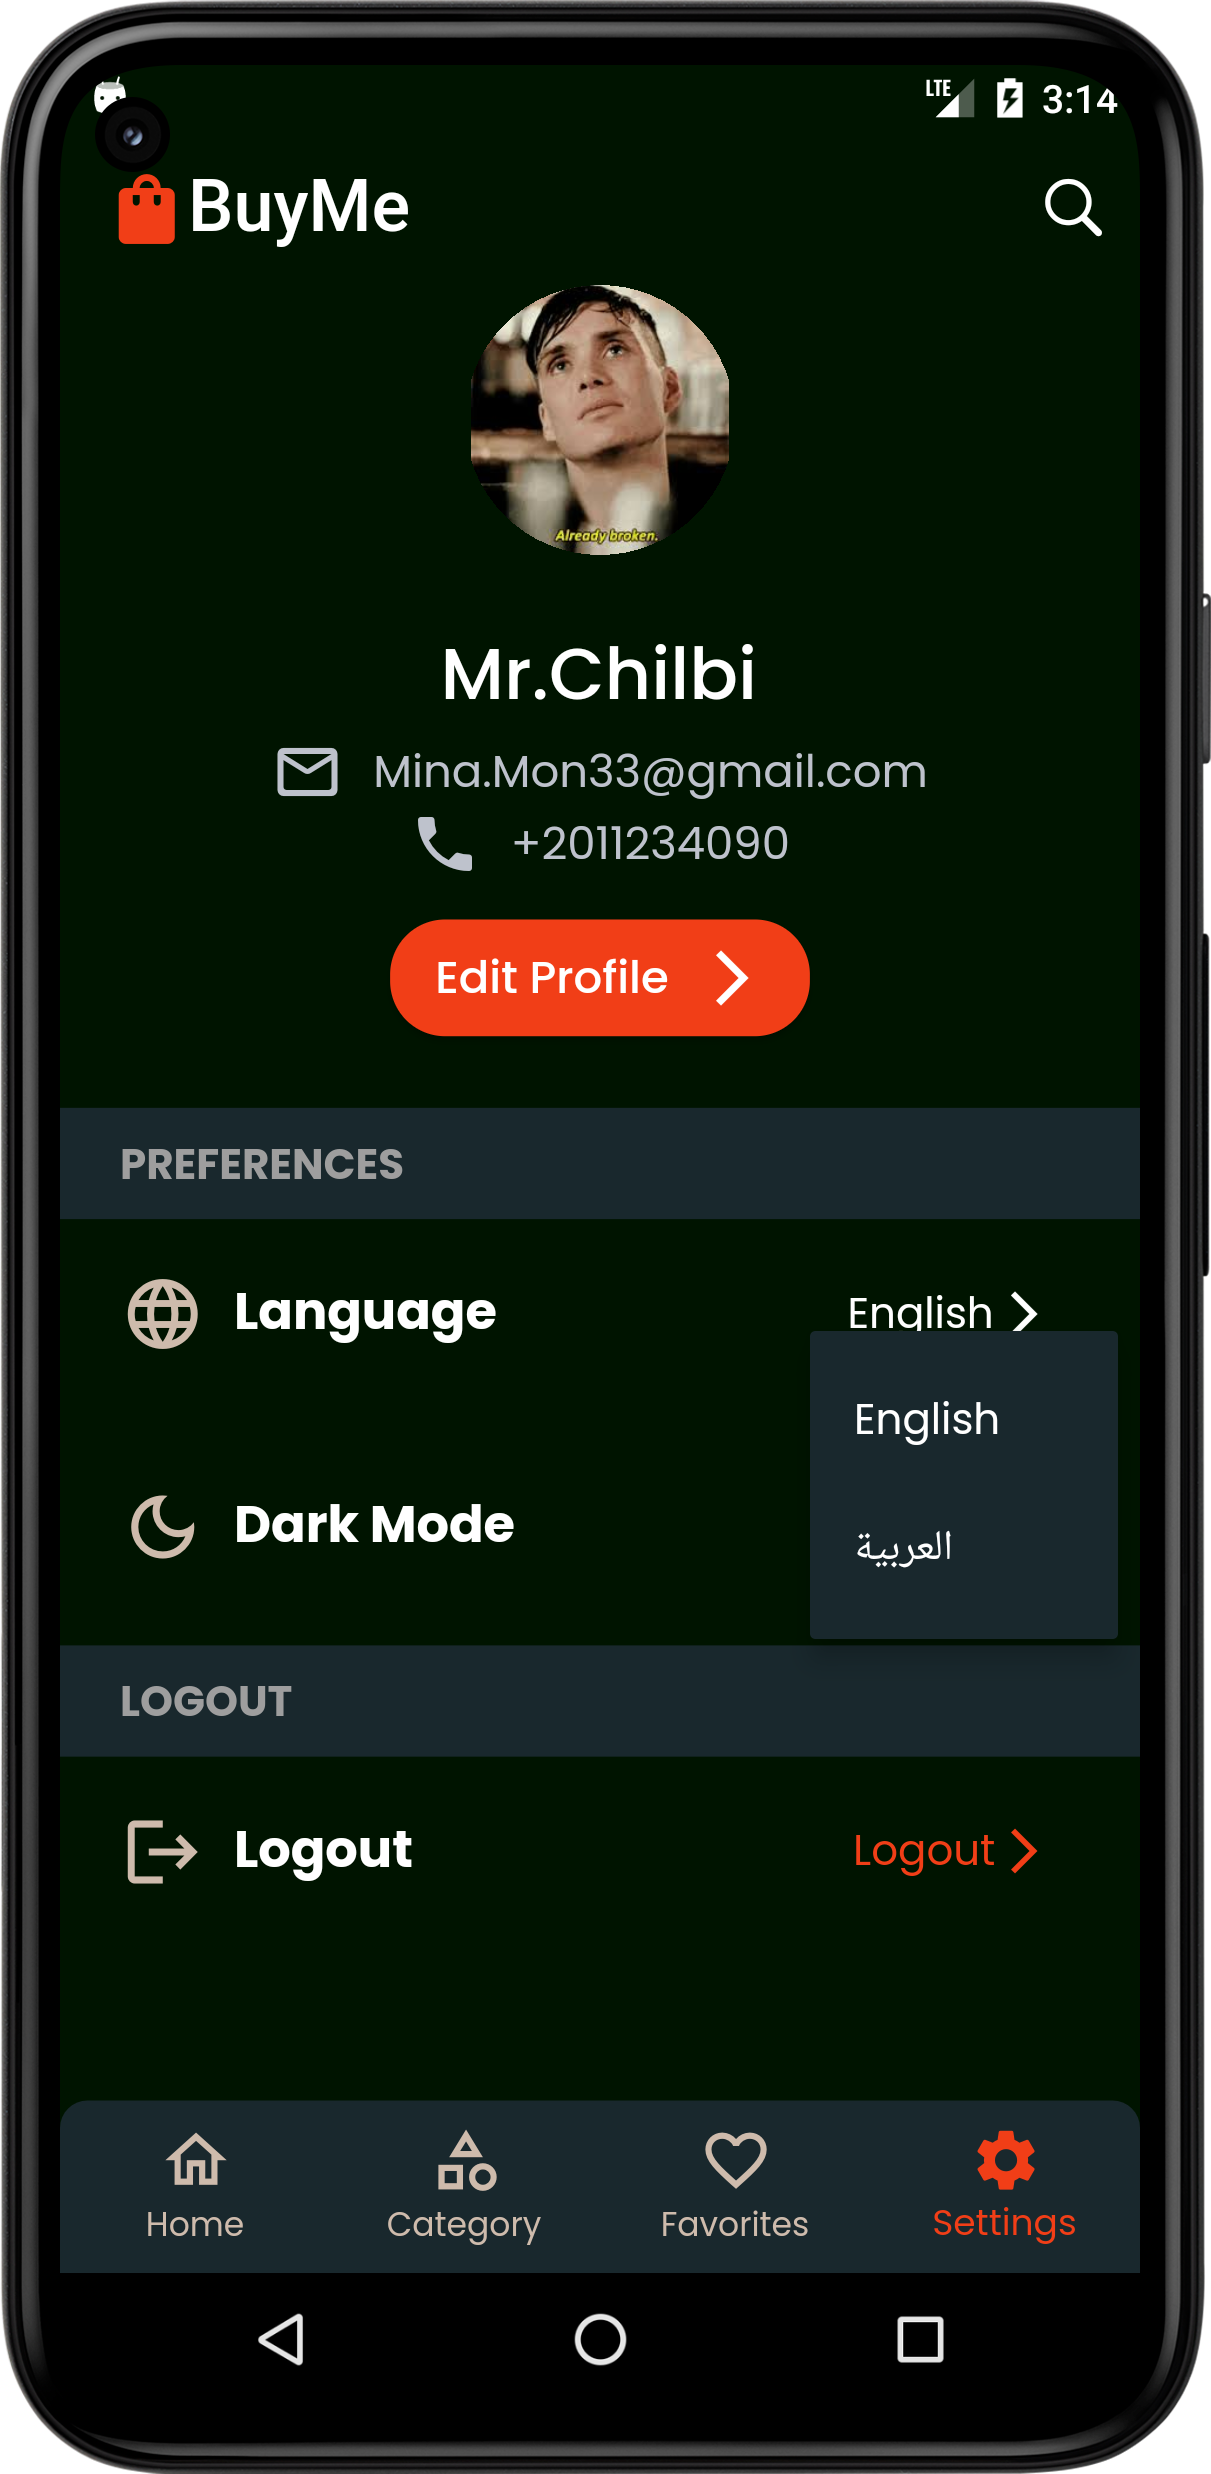 LTE 3:14
BuyMe
Already broken.
Mr.Chilbi
Mina.Mon33@gmail.com
+2011234090
Edit Profile
PREFERENCES
Language English
English
العربية
Dark Mode
LOGOUT
Logout Logout
Home Category Favorites Settings